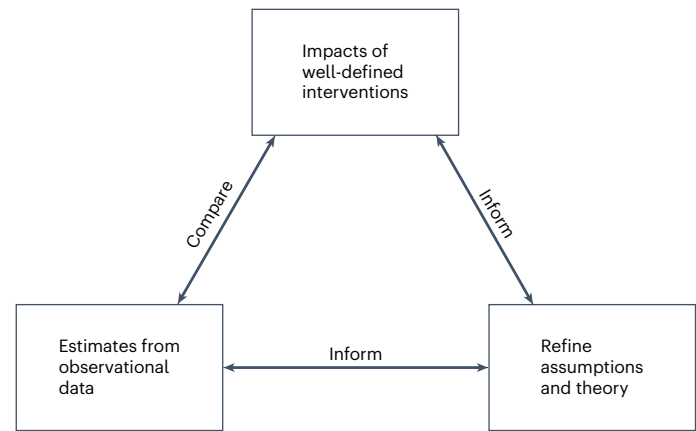 Impacts of
well-defined
interventions
Compare
Inform
Estimates from
observational
data
Inform
Refine
assumptions
and theory